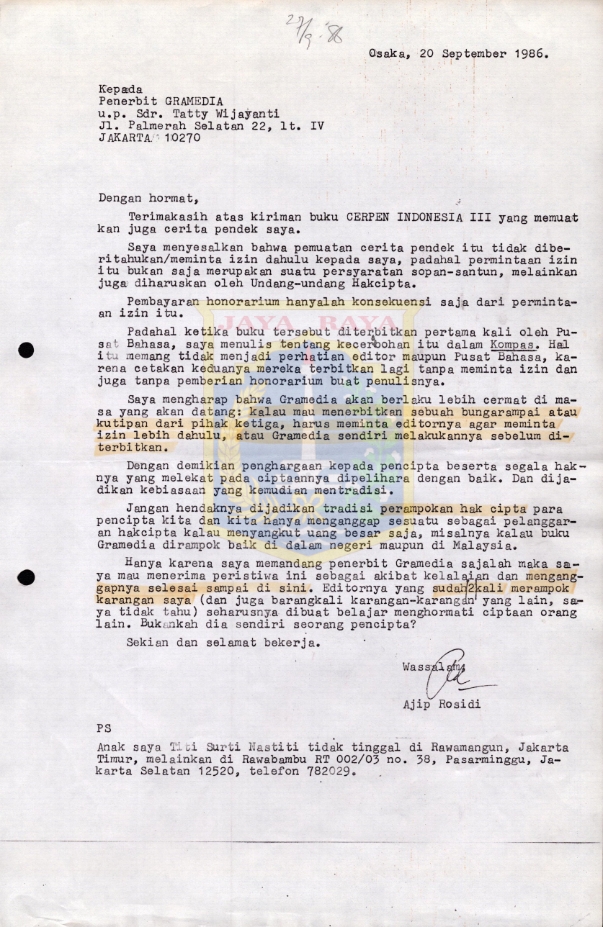 27/9-'86
Osaka, 20 September 1986.
Kepada
Penerbit GRAMEDIA
u.p. Sdr. Tatty Wijayanti
Jl. Palmerah Selatan 22, lt. IV
JAKARTA 10270
Dengan hormat,
Terimakasih atas kiriman buku CERPEN INDONESIA III yang memuat
kan juga cerita pendek saya.
Saya menyesalkan bahwa pemuatan cerita pendek itu tidak dibe-
ritahukan/meminta izin dahulu kepada saya, padahal permintaan izin
itu bukan saja merupakan suatu persyaratan sopan-santun, melainkan
juga diharuskan oleh Undang-undang Hakcipta.
Pembayaran honorarium hanyalah konsekuensi saja dari perminta-
an izin itu.
JAYA RAYA
Padahal ketika buku tersebut diterbitkan pertama kali oleh Pu-
sat Bahasa, saya menulis tentang kecerbohan itu dalam Kompas. Hal
itu memang tidak menjadi perhatian editor maupun Pusat Bahasa, ka-
rena cetakan keduanya mereka terbitkan lagi tanpa meminta izin dan
juga tanpa pemberian honorarium buat penulisnya.
Saya mengharap bahwa Gramedia akan berlaku lebih cermat di ma-
sa yang akan datang: kalau mau menerbitkan sebuah bungarampai atau
kutipan dari pihak ketiga, harus meminta editornya agar meminta
izin lebih dahulu, atau Gramedia sendiri melakukannya sebelum di-
terbitkan.
Dengan demikian penghargaan kepada pencipta beserta segala hak-
nya yang melekat pada ciptaannya dipelihara dengan baik. Dan dija-
dikan kebiasaan yang kemudian mentradisi.
Jangan hendaknya dijadikan tradisi perampokan hak cipta para
pencipta kita dan kita hanya menganggap sesuatu sebagai pelanggar-
an hakcipta kalau menyangkut uang besar saja, misalnya kalau buku
Gramedia dirampok baik di dalam negeri maupun di Malaysia.
Hanya karena saya memandang penerbit Gramedia sajalah maka sa-
ya mau menerima peristiwa ini sebagai akibat kelalaian dan mengang-
gapnya selesai sampai di sini. Editornya yang sudah 2 kali merampok
karangan saya (dan juga barangkali karangan-karangan yang lain, sa-
ya tidak tahu) seharusnya dibuat belajar menghormati ciptaan orang
lain. Bukankah dia sendiri seorang pencipta?
Sekian dan selamat bekerja.
Wassalam,
Ajip Rosidi
PS
Anak saya Titi Surti Nastiti tidak tinggal di Rawamangun, Jakarta
Timur, melainkan di Rawabambu RT 002/03 no. 38, Pasarminggu, Ja-
karta Selatan 12520, telefon 782029.